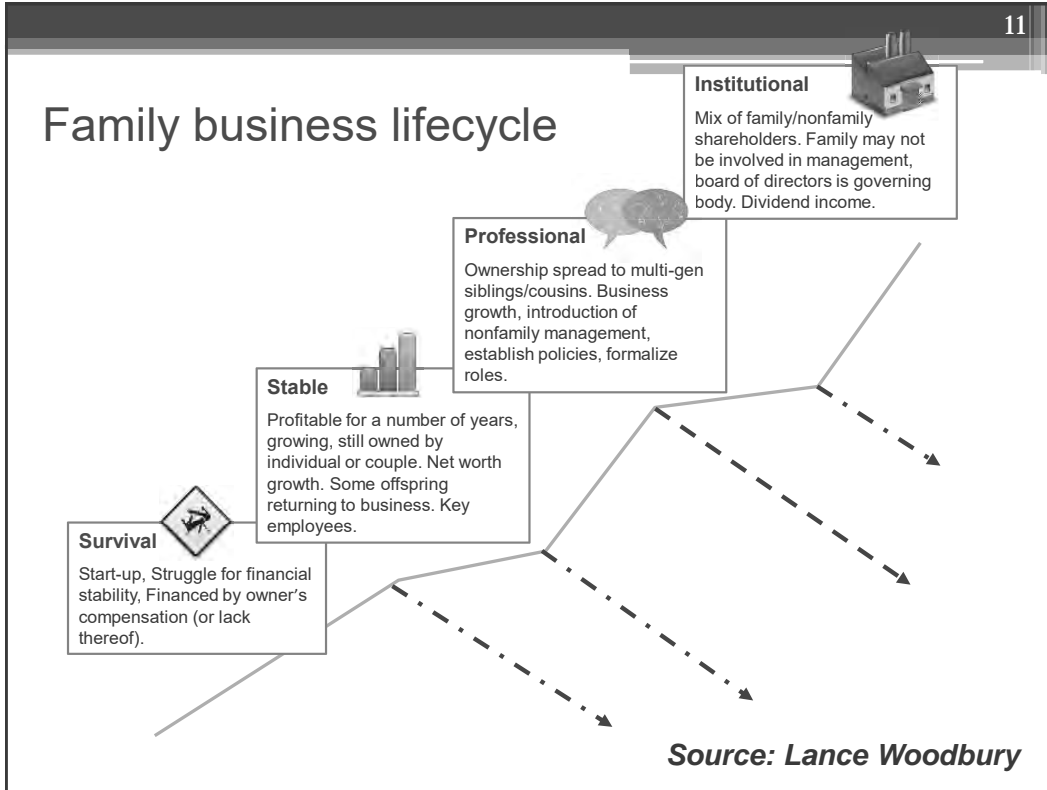 11
Family business lifecycle
Institutional
Mix of family/nonfamily
shareholders. Family may not
be involved in management,
board of directors is governing
body. Dividend income.
Professional
Ownership spread to multi-gen
siblings/cousins. Business
growth, introduction of
nonfamily management,
establish policies, formalize
roles.
Stable
Profitable for a number of years,
growing, still owned by
individual or couple. Net worth
growth. Some offspring
returning to business. Key
employees.
Survival
Start-up, Struggle for financial
stability, Financed by owner's
compensation (or lack
thereof).
Source: Lance Woodbury